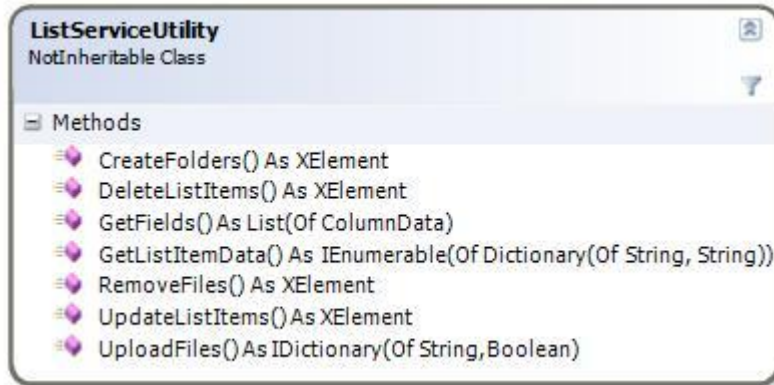 ListServiceUtility
NotInheritable Class
Methods
CreateFolders() As XElement
DeleteListItems() As XElement
GetFields() As List(Of ColumnData)
GetListItemData() As IEnumerable(Of Dictionary(Of String, String))
RemoveFiles() As XElement
UpdateListItems() As XElement
UploadFiles() As IDictionary(Of String,Boolean)